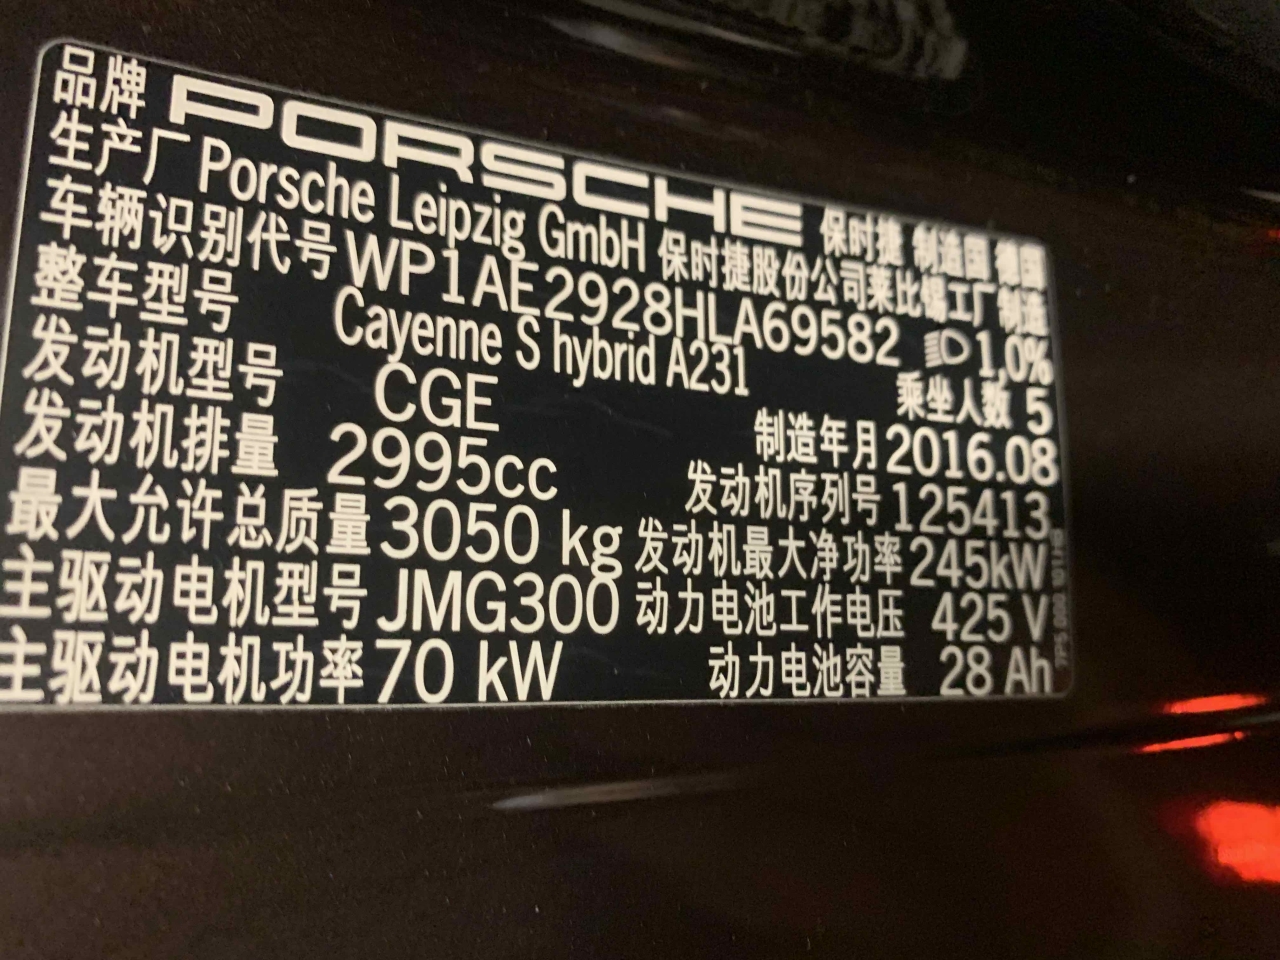 品牌 PORSCHE 保时捷 制造国 德国
生产厂 Porsche Leipzig GmbH 保时捷股份公司莱比锡工厂制造
车辆识别代号 WP1AE2928HLA69582 1,0%
整车型号 Cayenne S hybrid A231 乘坐人数 5
发动机型号 CGE 制造年月 2016.08
发动机排量 2995cc 发动机序列号 125413
最大允许总质量 3050 kg 发动机最大净功率 245kW
主驱动电机型号 JMG300 动力电池工作电压 425 V
主驱动电机功率 70 kW 动力电池容量 28 Ah